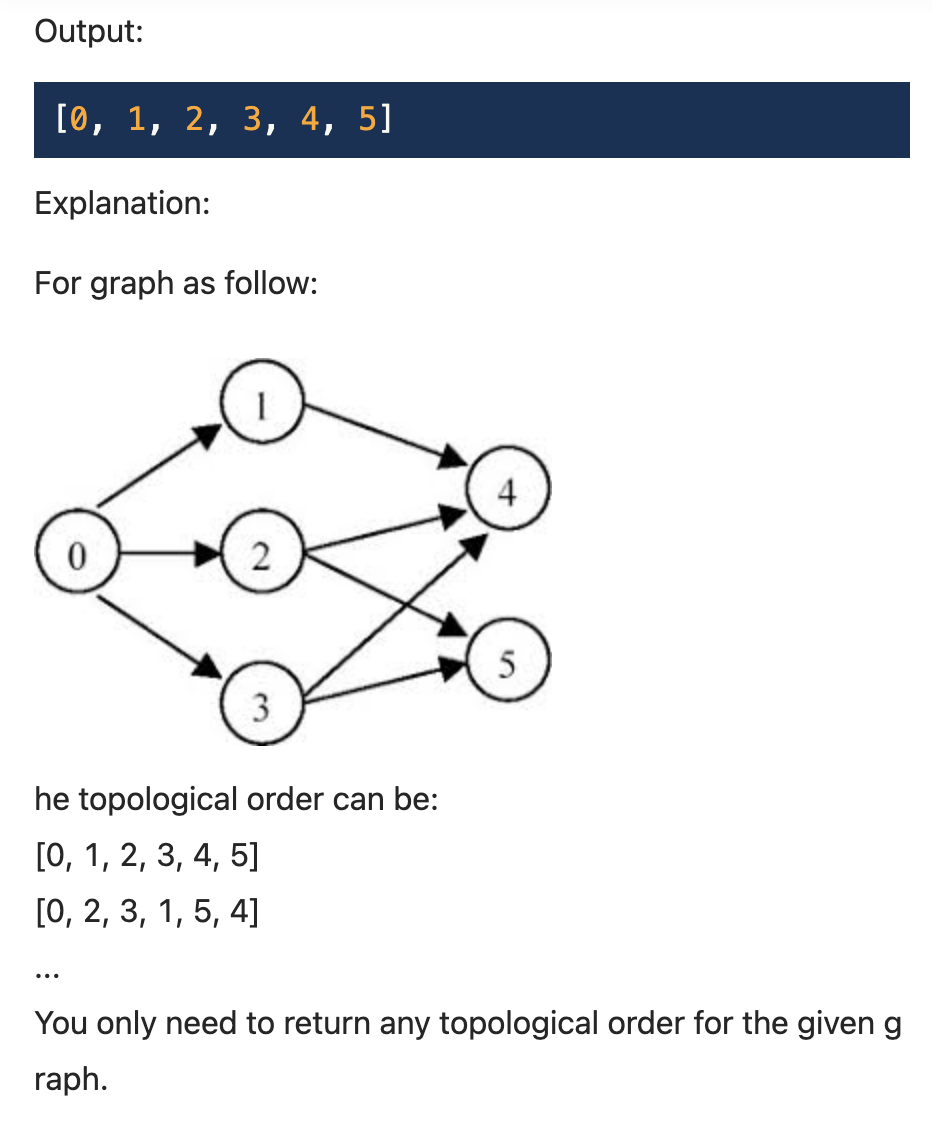 Output:
[0, 1, 2, 3, 4, 5]
Explanation:
For graph as follow:
1
4
0
2
5
3
he topological order can be:
[0, 1, 2, 3, 4, 5]
[0, 2, 3, 1, 5, 4]
...
You only need to return any topological order for the given g
raph.